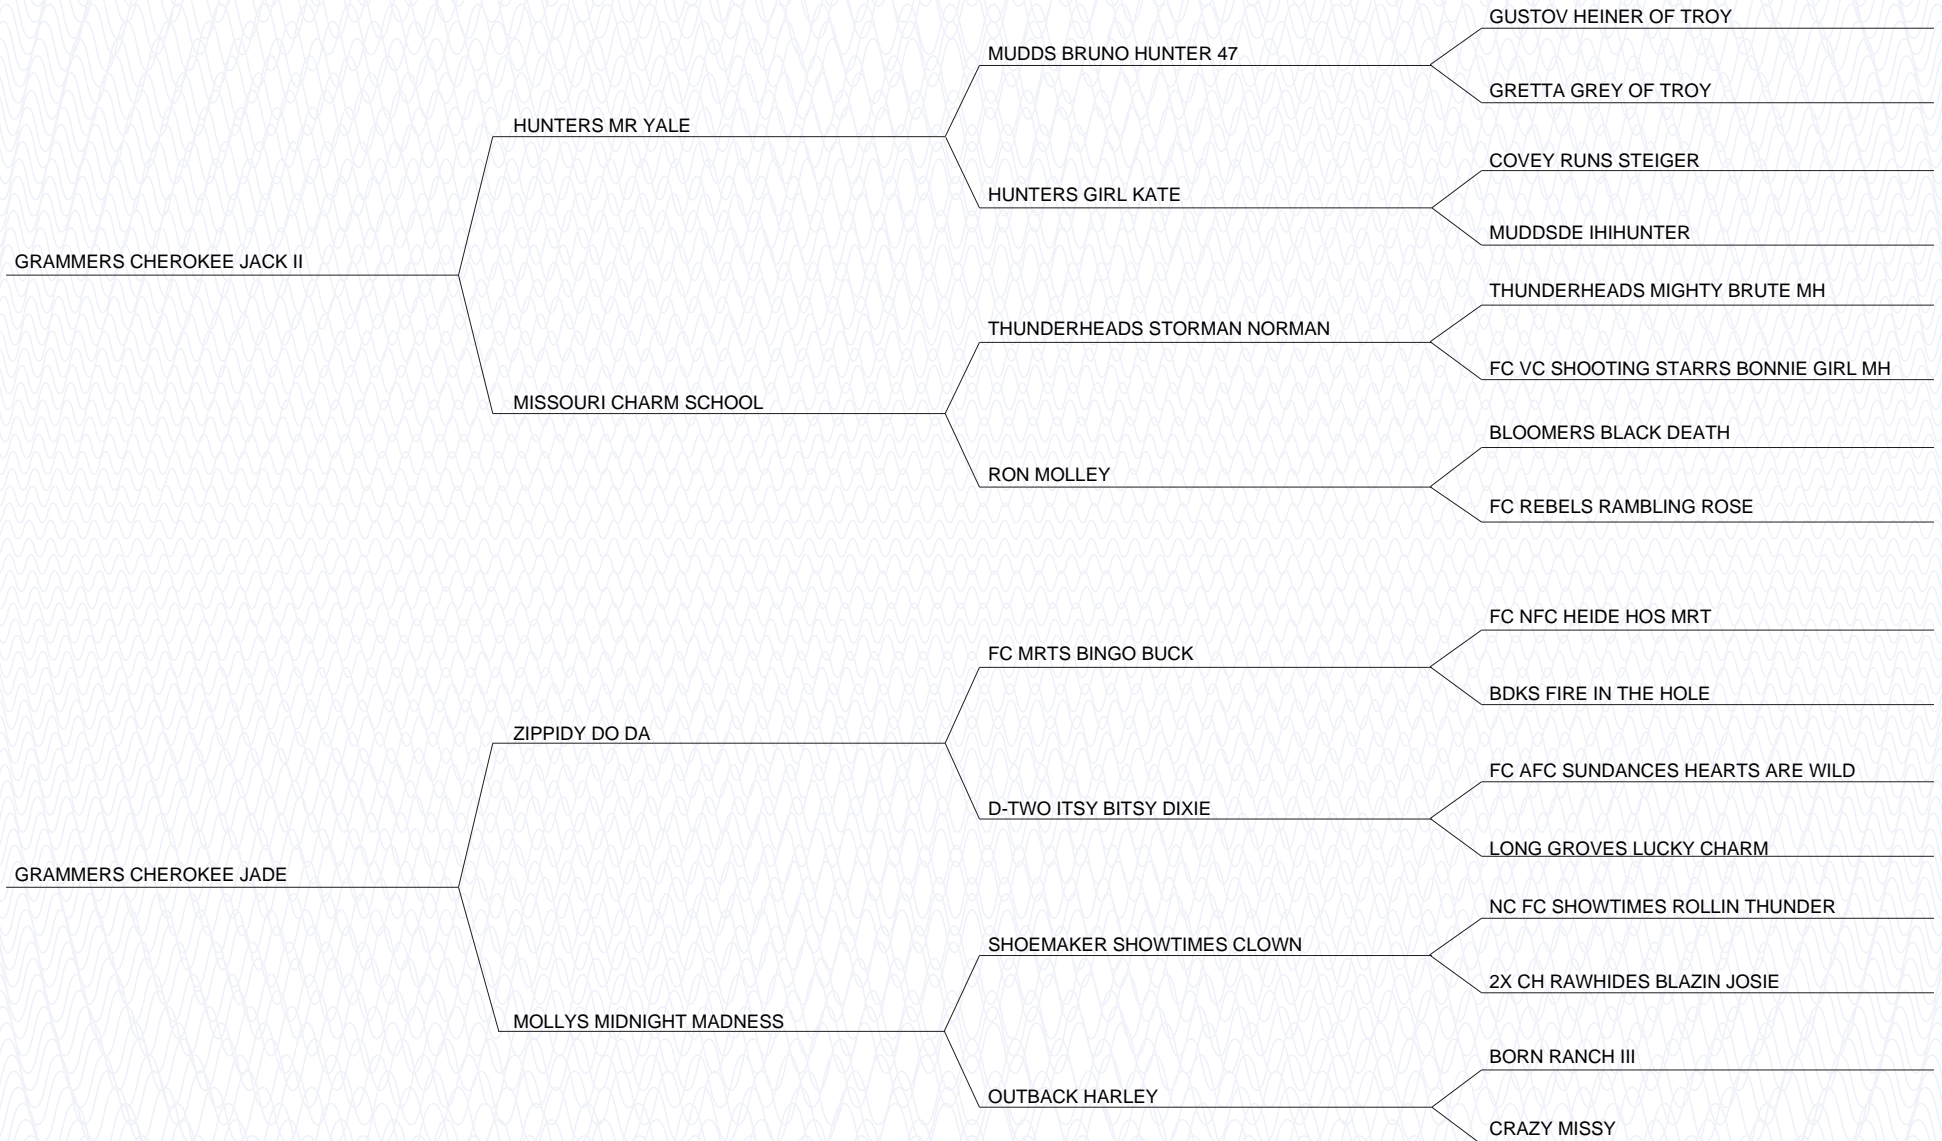 GRAMMERS CHEROKEE JACK II
HUNTERS MR YALE
MUDDS BRUNO HUNTER 47
GUSTOV HEINER OF TROY
GRETTA GREY OF TROY
HUNTERS GIRL KATE
COVEY RUNS STEIGER
MUDDSDE IHIHUNTER
MISSOURI CHARM SCHOOL
THUNDERHEADS STORMAN NORMAN
THUNDERHEADS MIGHTY BRUTE MH
FC VC SHOOTING STARRS BONNIE GIRL MH
RON MOLLEY
BLOOMERS BLACK DEATH
FC REBELS RAMBLING ROSE
GRAMMERS CHEROKEE JADE
ZIPPIDY DO DA
FC MRTS BINGO BUCK
FC NFC HEIDE HOS MRT
BDKS FIRE IN THE HOLE
D-TWO ITSY BITSY DIXIE
FC AFC SUNDANCES HEARTS ARE WILD
LONG GROVES LUCKY CHARM
MOLLYS MIDNIGHT MADNESS
SHOEMAKER SHOWTIMES CLOWN
NC FC SHOWTIMES ROLLIN THUNDER
2X CH RAWHIDES BLAZIN JOSIE
OUTBACK HARLEY
BORN RANCH III
CRAZY MISSY